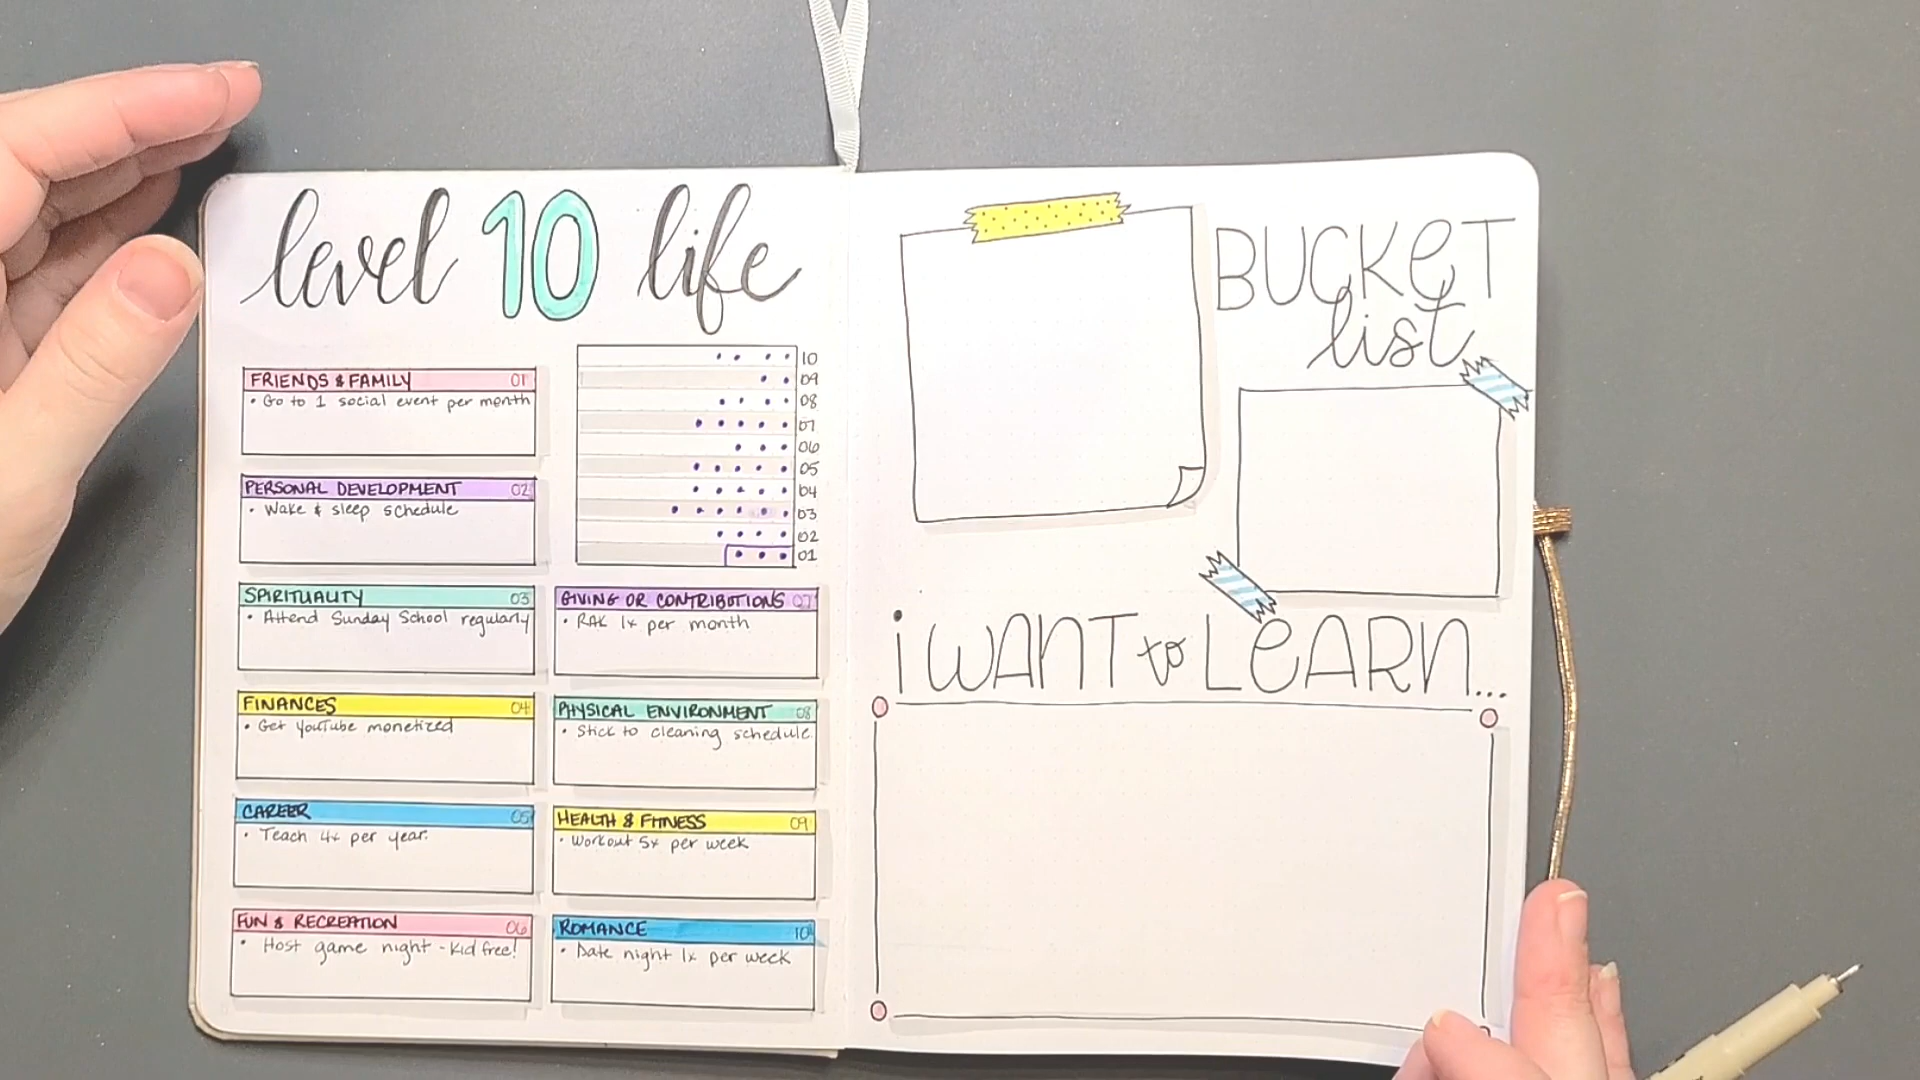 level 10 life
FRIENDS & FAMILY 01
• Go to 1 social event per month
PERSONAL DEVELOPMENT 02
• Wake & sleep schedule
SPIRITUALITY 03
• Attend Sunday School regularly
FINANCES 04
• Get YouTube monetized
CAREER 05
• Teach 4x per year.
FUN & RECREATION 06
• Host game night - kid free!
10
09
08
07
06
05
04
03
02
01
GIVING OR CONTRIBUTIONS 07
• RAK 1x per month
PHYSICAL ENVIRONMENT 08
• Stick to cleaning schedule
HEALTH & FITNESS 09
• Workout 5x per week
ROMANCE 10
• Date night 1x per week
BUCKET
list
i WANT to LEARN...